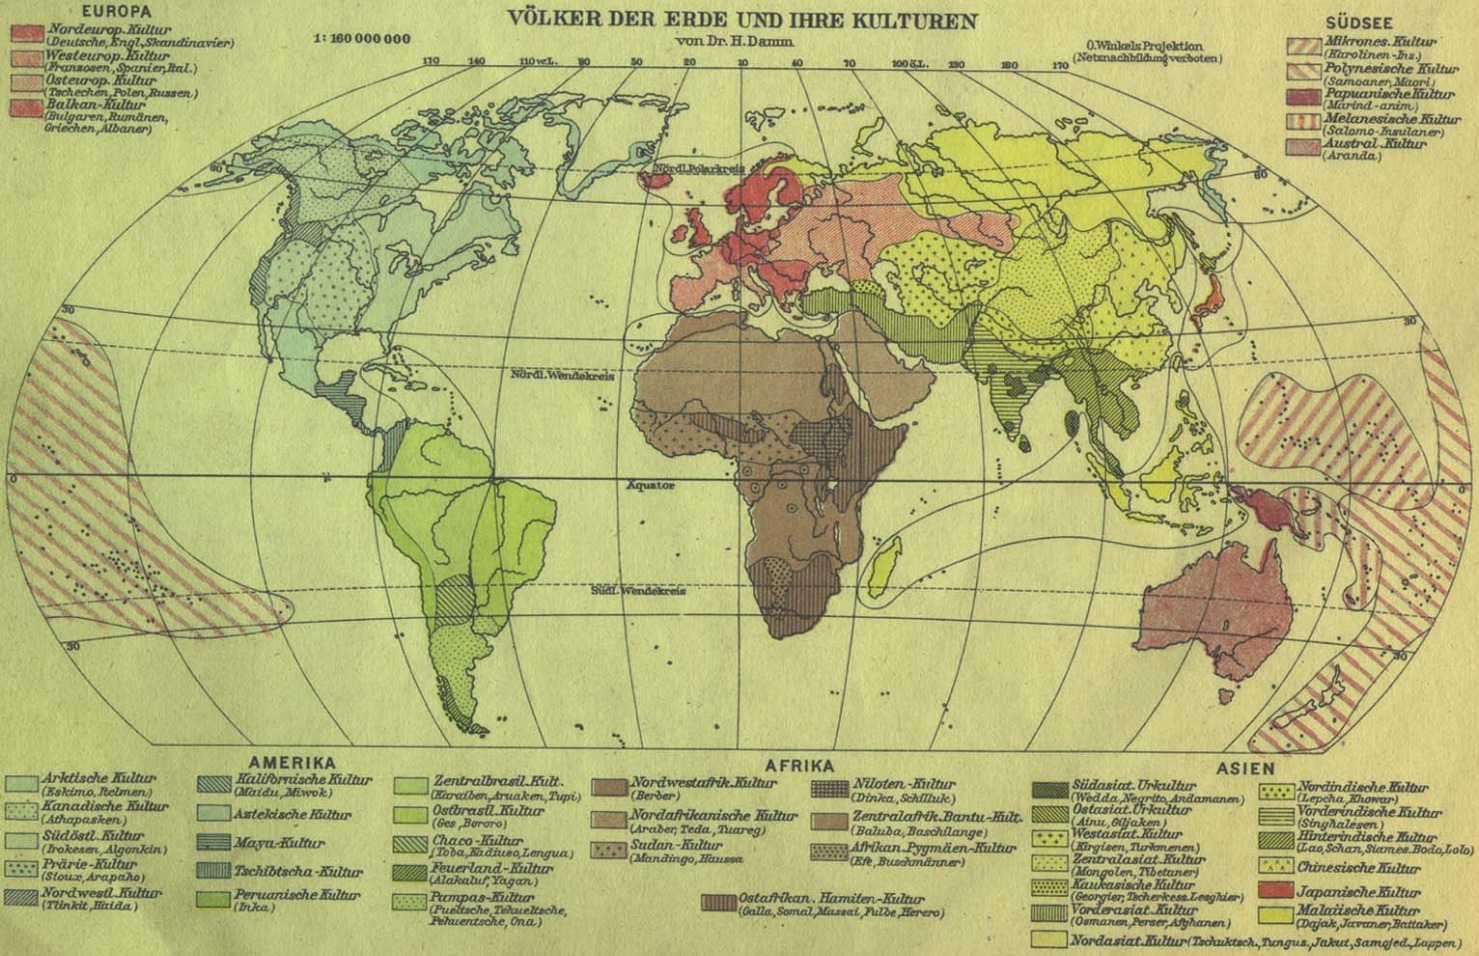 EUROPA
Nordeurop. Kultur
(Deutsche, Engl., Skandinavier)
Westeurop. Kultur
(Franzosen, Spanier, Ital.)
Osteurop. Kultur
(Tschechen, Polen, Russen)
Balkan-Kultur
(Bulgaren, Rumänen,
Griechen, Albaner)
VÖLKER DER ERDE UND IHRE KULTUREN
von Dr. H. Damm
1: 160 000 000
O. Winkels Projektion
(Netznachbildung verboten)
SÜDSEE
Mikrones. Kultur
(Karolinen-Ins.)
Polynesische Kultur
(Samoaner, Maori)
Papuanische Kultur
(Marind-anim)
Melanesische Kultur
(Salomo-Insulaner)
Austral. Kultur
(Aranda)
170 140 110 w.L. 80 50 20 10 40 70 100 ö.L. 130 160 170
Nördl. Polarkreis
60
60
30
30
Nördl. Wendekreis
0
Äquator
0
Südl. Wendekreis
30
30
AMERIKA
Arktische Kultur
(Eskimo, Itelmen)
Kanadische Kultur
(Athapasken)
Südöstl. Kultur
(Irokesen, Algonkin)
Prärie-Kultur
(Sioux, Arapaho)
Nordwestl. Kultur
(Tlinkit, Haida)
Kalifornische Kultur
(Maidu, Miwok)
Aztekische Kultur
Maya-Kultur
Tschibtscha-Kultur
Peruanische Kultur
(Inka)
Zentralbrasil. Kult.
(Karaiben, Aruaken, Tupi)
Ostbrasil. Kultur
(Ges, Bororo)
Chaco-Kultur
(Toba, Kadiueo, Lengua)
Feuerland-Kultur
(Alakaluf, Yagan)
Pampas-Kultur
(Pueltsche, Tehueltsche,
Pehuentsche, Ona)
AFRIKA
Nordwestafrik. Kultur
(Berber)
Nordafrikanische Kultur
(Araber, Teda, Tuareg)
Sudan-Kultur
(Mandingo, Haussa
Niloten-Kultur
(Dinka, Schilluk)
Zentralafrik. Bantu-Kult.
(Baluba, Baschilange)
Afrikan. Pygmäen-Kultur
(Efe, Buschmänner)
Ostafrikan. Hamiten-Kultur
(Galla, Somal, Massai, Fulbe, Herero)
ASIEN
Südasiat. Urkultur
(Wedda, Negrito, Andamanen)
Ostasiat. Urkultur
(Ainu, Giljaken)
Westasiat. Kultur
(Kirgisen, Turkmenen)
Zentralasiat. Kultur
(Mongolen, Tibetaner)
Kaukasische Kultur
(Georgier, Tscherkess. Lesghier)
Vorderasiat. Kultur
(Osmanen, Perser, Afghanen)
Nordasiat. Kultur (Tschuktsch., Tungus., Jakut, Samojed., Lappen)
Nordindische Kultur
(Lepcha, Khowar)
Vorderindische Kultur
(Singhalesen)
Hinterindische Kultur
(Lao, Schan, Siames. Bodo, Lolo)
Chinesische Kultur
Japanische Kultur
Malaiische Kultur
(Dajak, Javaner, Battaker)